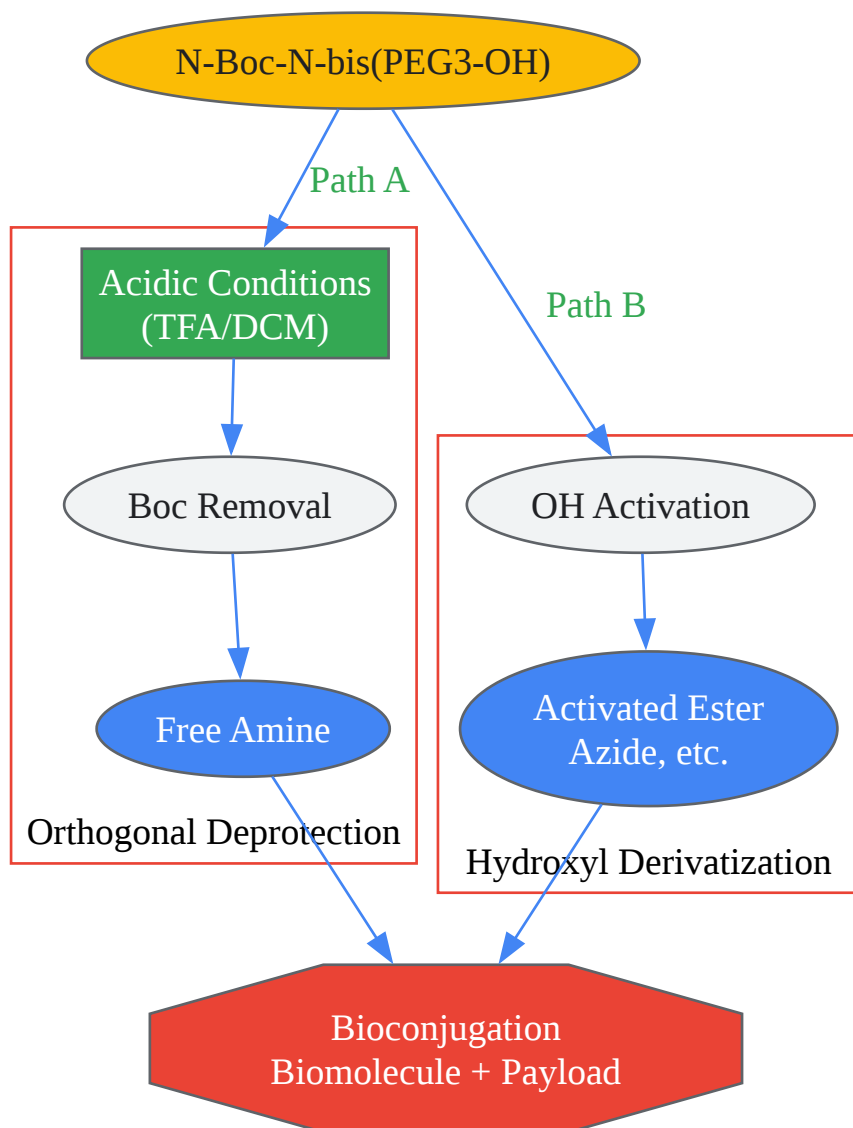 N-Boc-N-bis(PEG3-OH)
Path A
Acidic Conditions
(TFA/DCM)
Path B
Boc Removal
OH Activation
Free Amine
Activated Ester
Azide, etc.
Orthogonal Deprotection
Hydroxyl Derivatization
Bioconjugation
Biomolecule + Payload